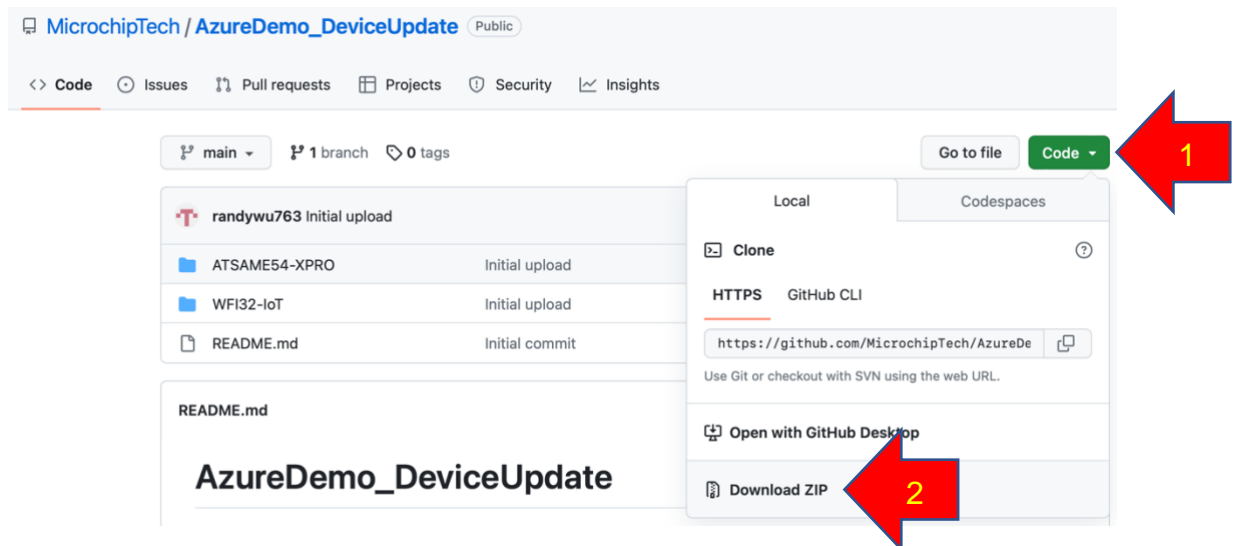 MicrochipTech / AzureDemo_DeviceUpdate Public
<> Code Issues Pull requests Projects Security Insights
main 1 branch 0 tags Go to file Code 1
randywu763 Initial upload
ATSAME54-XPRO Initial upload
WFI32-IoT Initial upload
README.md Initial commit
Local Codespaces
Clone
HTTPS GitHub CLI
https://github.com/MicrochipTech/AzureDe
Use Git or checkout with SVN using the web URL.
Open with GitHub Desktop
Download ZIP 2
README.md
AzureDemo_DeviceUpdate